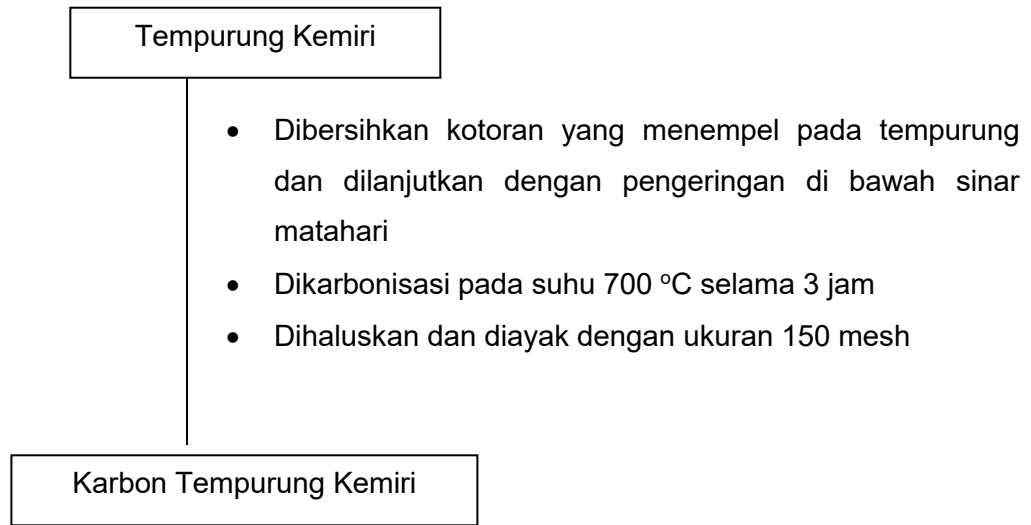 Tempurung Kemiri
• Dibersihkan kotoran yang menempel pada tempurung
dan dilanjutkan dengan pengeringan di bawah sinar
matahari
• Dikarbonisasi pada suhu 700 °C selama 3 jam
• Dihaluskan dan diayak dengan ukuran 150 mesh
Karbon Tempurung Kemiri